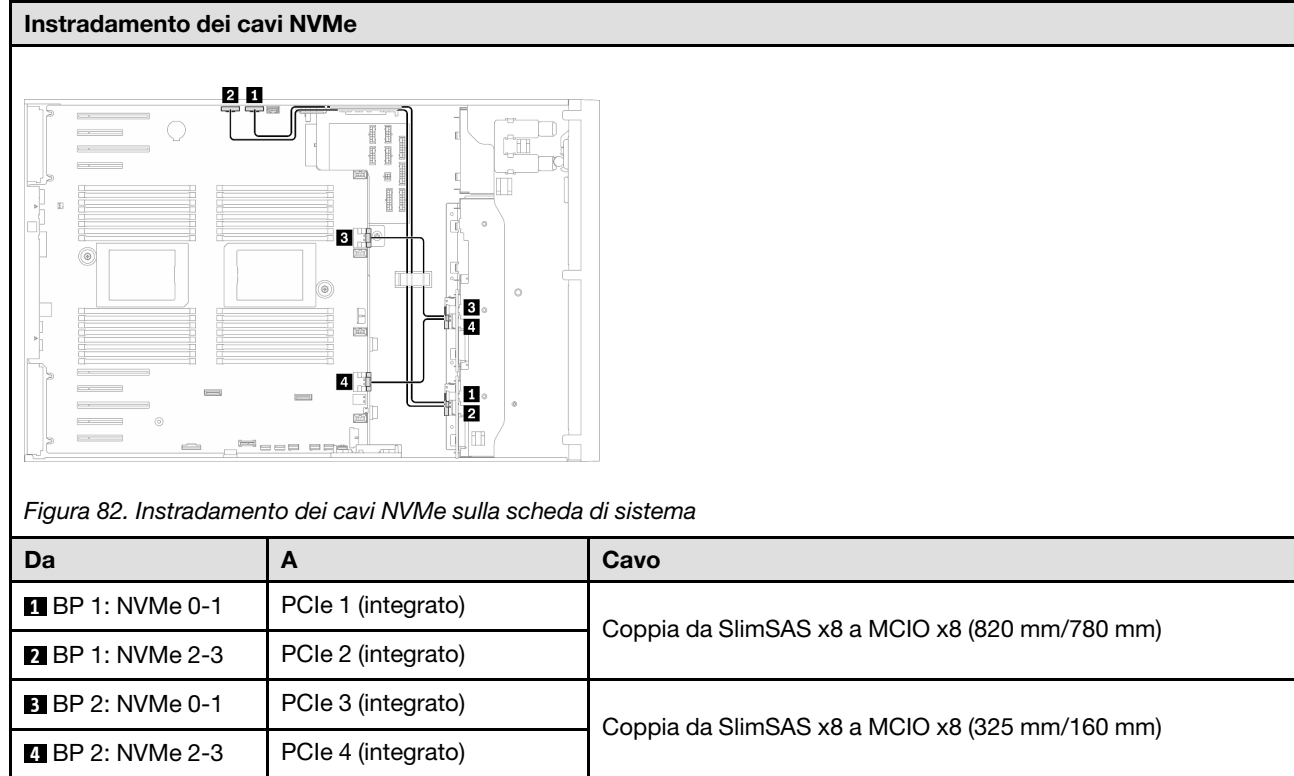 Instradamento dei cavi NVMe
2 1
3
3
4
4
1
2
Figura 82. Instradamento dei cavi NVMe sulla scheda di sistema
Da A Cavo
1 BP 1: NVMe 0-1 PCIe 1 (integrato)
Coppia da SlimSAS x8 a MCIO x8 (820 mm/780 mm)
2 BP 1: NVMe 2-3 PCIe 2 (integrato)
3 BP 2: NVMe 0-1 PCIe 3 (integrato)
Coppia da SlimSAS x8 a MCIO x8 (325 mm/160 mm)
4 BP 2: NVMe 2-3 PCIe 4 (integrato)